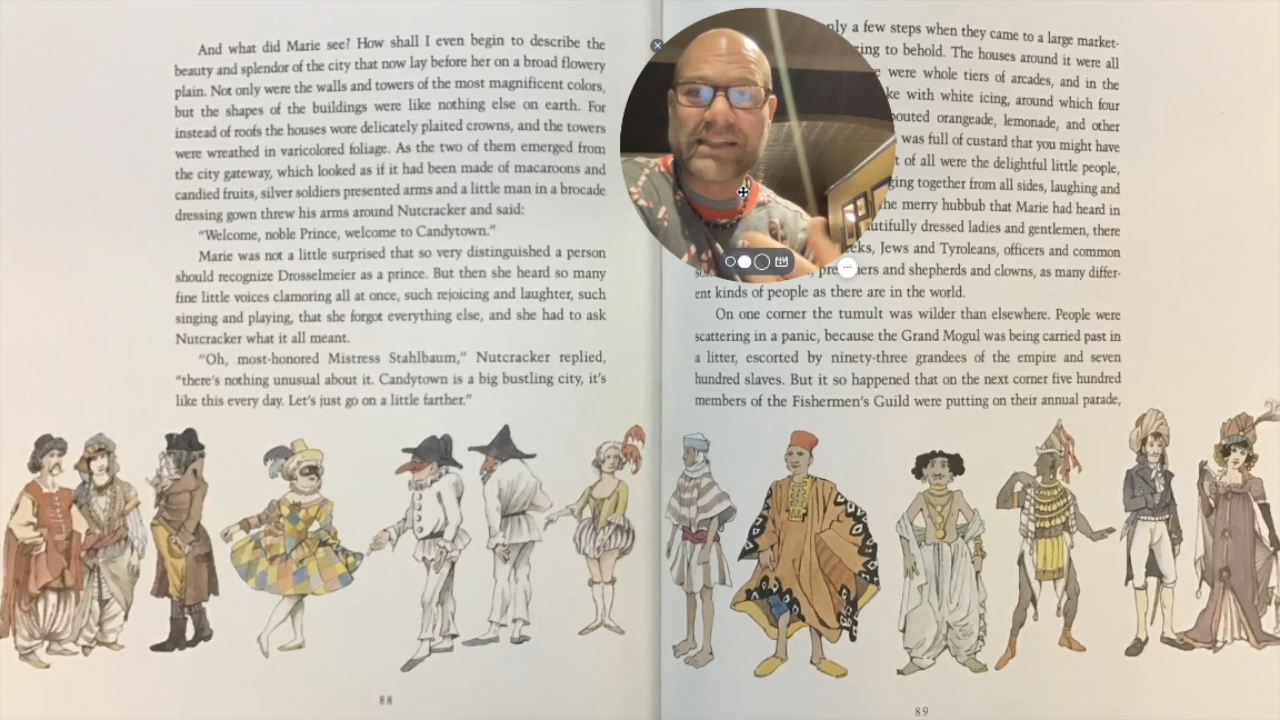 And what did Marie see? How shall I even begin to describe the
beauty and splendor of the city that now lay before her on a broad flowery
plain. Not only were the walls and towers of the most magnificent colors,
but the shapes of the buildings were like nothing else on earth. For
instead of roofs the houses wore delicately plaited crowns, and the towers
were wreathed in varicolored foliage. As the two of them emerged from
the city gateway, which looked as if it had been made of macaroons and
candied fruits, silver soldiers presented arms and a little man in a brocade
dressing gown threw his arms around Nutcracker and said:
“Welcome, noble Prince, welcome to Candytown.”
Marie was not a little surprised that so very distinguished a person
should recognize Drosselmeier as a prince. But then she heard so many
fine little voices clamoring all at once, such rejoicing and laughter, such
singing and playing, that she forgot everything else, and she had to ask
Nutcracker what it all meant.
“Oh, most-honored Mistress Stahlbaum,” Nutcracker replied,
“there’s nothing unusual about it. Candytown is a big bustling city, it’s
like this every day. Let’s just go on a little farther.”
88
a few steps when they came to a large market-
to behold. The houses around it were all
were whole tiers of arcades, and in the
with white icing, around which four
orangeade, lemonade, and other
was full of custard that you might have
of all were the delightful little people,
together from all sides, laughing and
the merry hubbub that Marie had heard in
dressed ladies and gentlemen, there
Jews and Tyroleans, officers and common
and shepherds and clowns, as many differ-
ent kinds of people as there are in the world.
On one corner the tumult was wilder than elsewhere. People were
scattering in a panic, because the Grand Mogul was being carried past in
a litter, escorted by ninety-three grandees of the empire and seven
hundred slaves. But it so happened that on the next corner five hundred
members of the Fishermen’s Guild were putting on their annual parade,
89